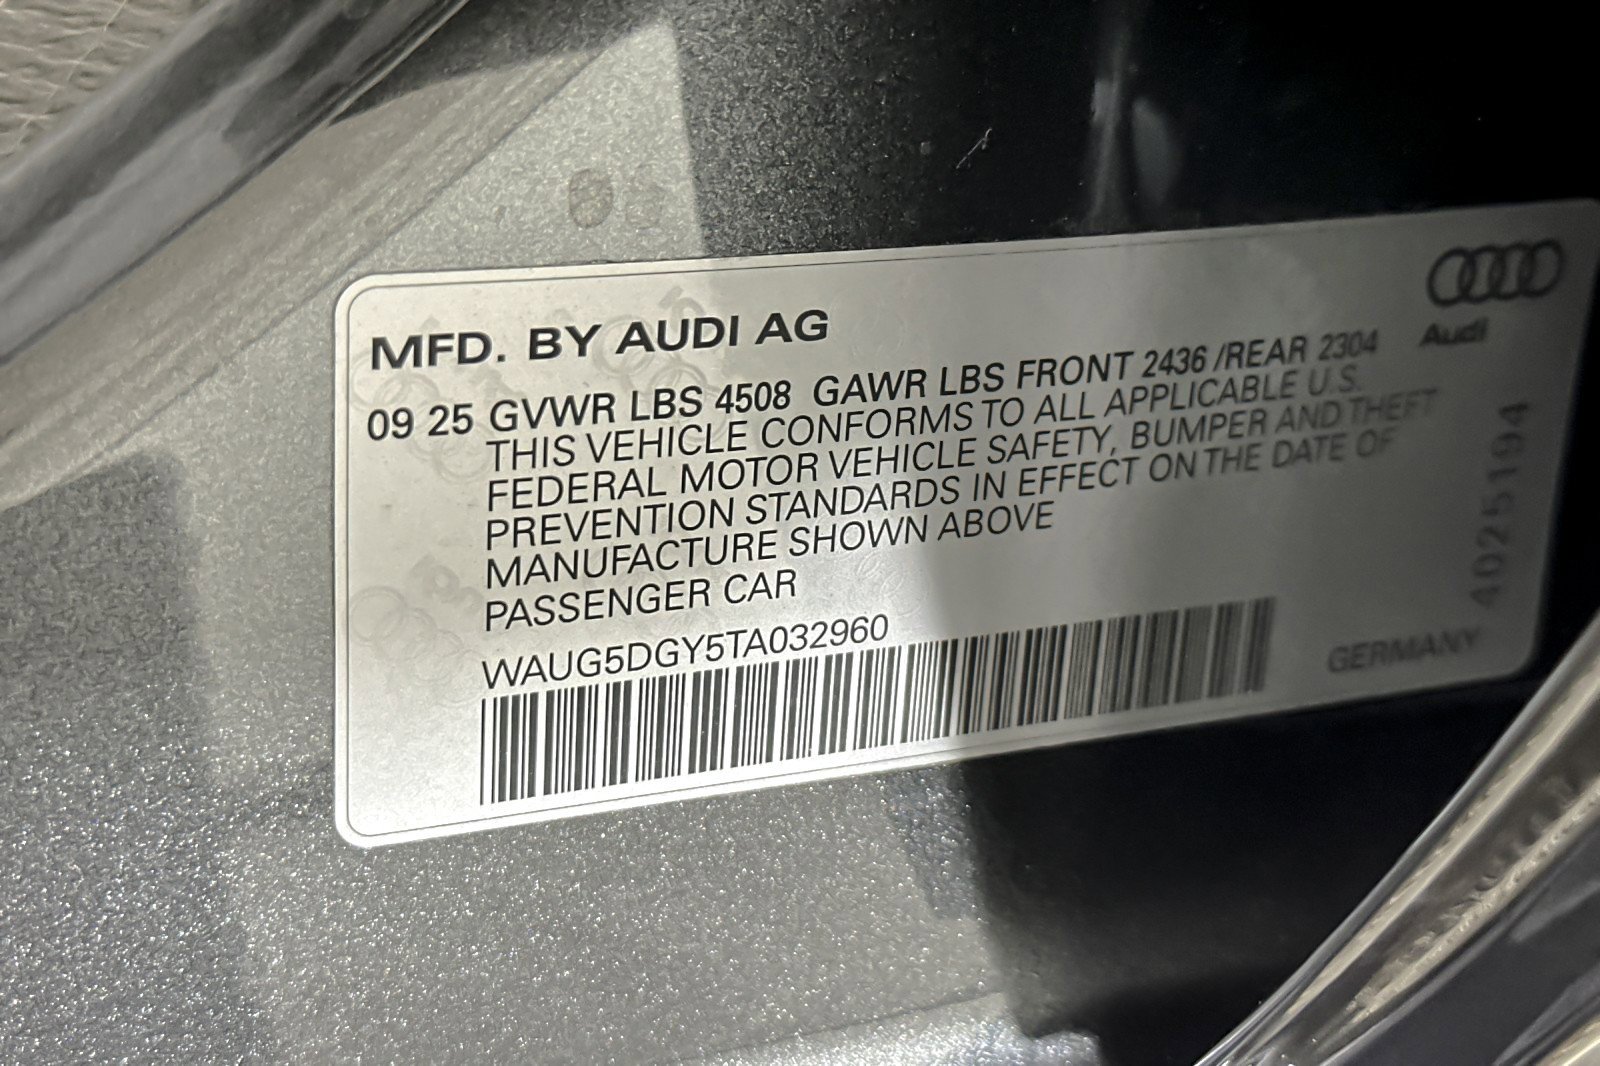 MFD. BY AUDI AG
Audi
09 25 GVWR LBS 4508 GAWR LBS FRONT 2436 /REAR 2304
THIS VEHICLE CONFORMS TO ALL APPLICABLE U.S.
FEDERAL MOTOR VEHICLE SAFETY, BUMPER AND THEFT
PREVENTION STANDARDS IN EFFECT ON THE DATE OF
MANUFACTURE SHOWN ABOVE
PASSENGER CAR
WAUG5DGY5TA032960
GERMANY
4025194